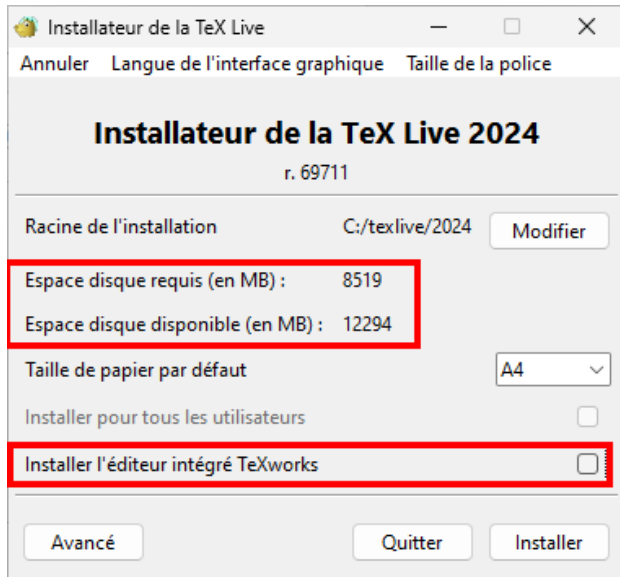 Installateur de la TeX Live
Annuler Langue de l'interface graphique Taille de la police
Installateur de la TeX Live 2024
r. 69711
Racine de l'installation C:/texlive/2024 Modifier
Espace disque requis (en MB) : 8519
Espace disque disponible (en MB) : 12294
Taille de papier par défaut A4
Installer pour tous les utilisateurs
Installer l'éditeur intégré TeXworks
Avancé Quitter Installer